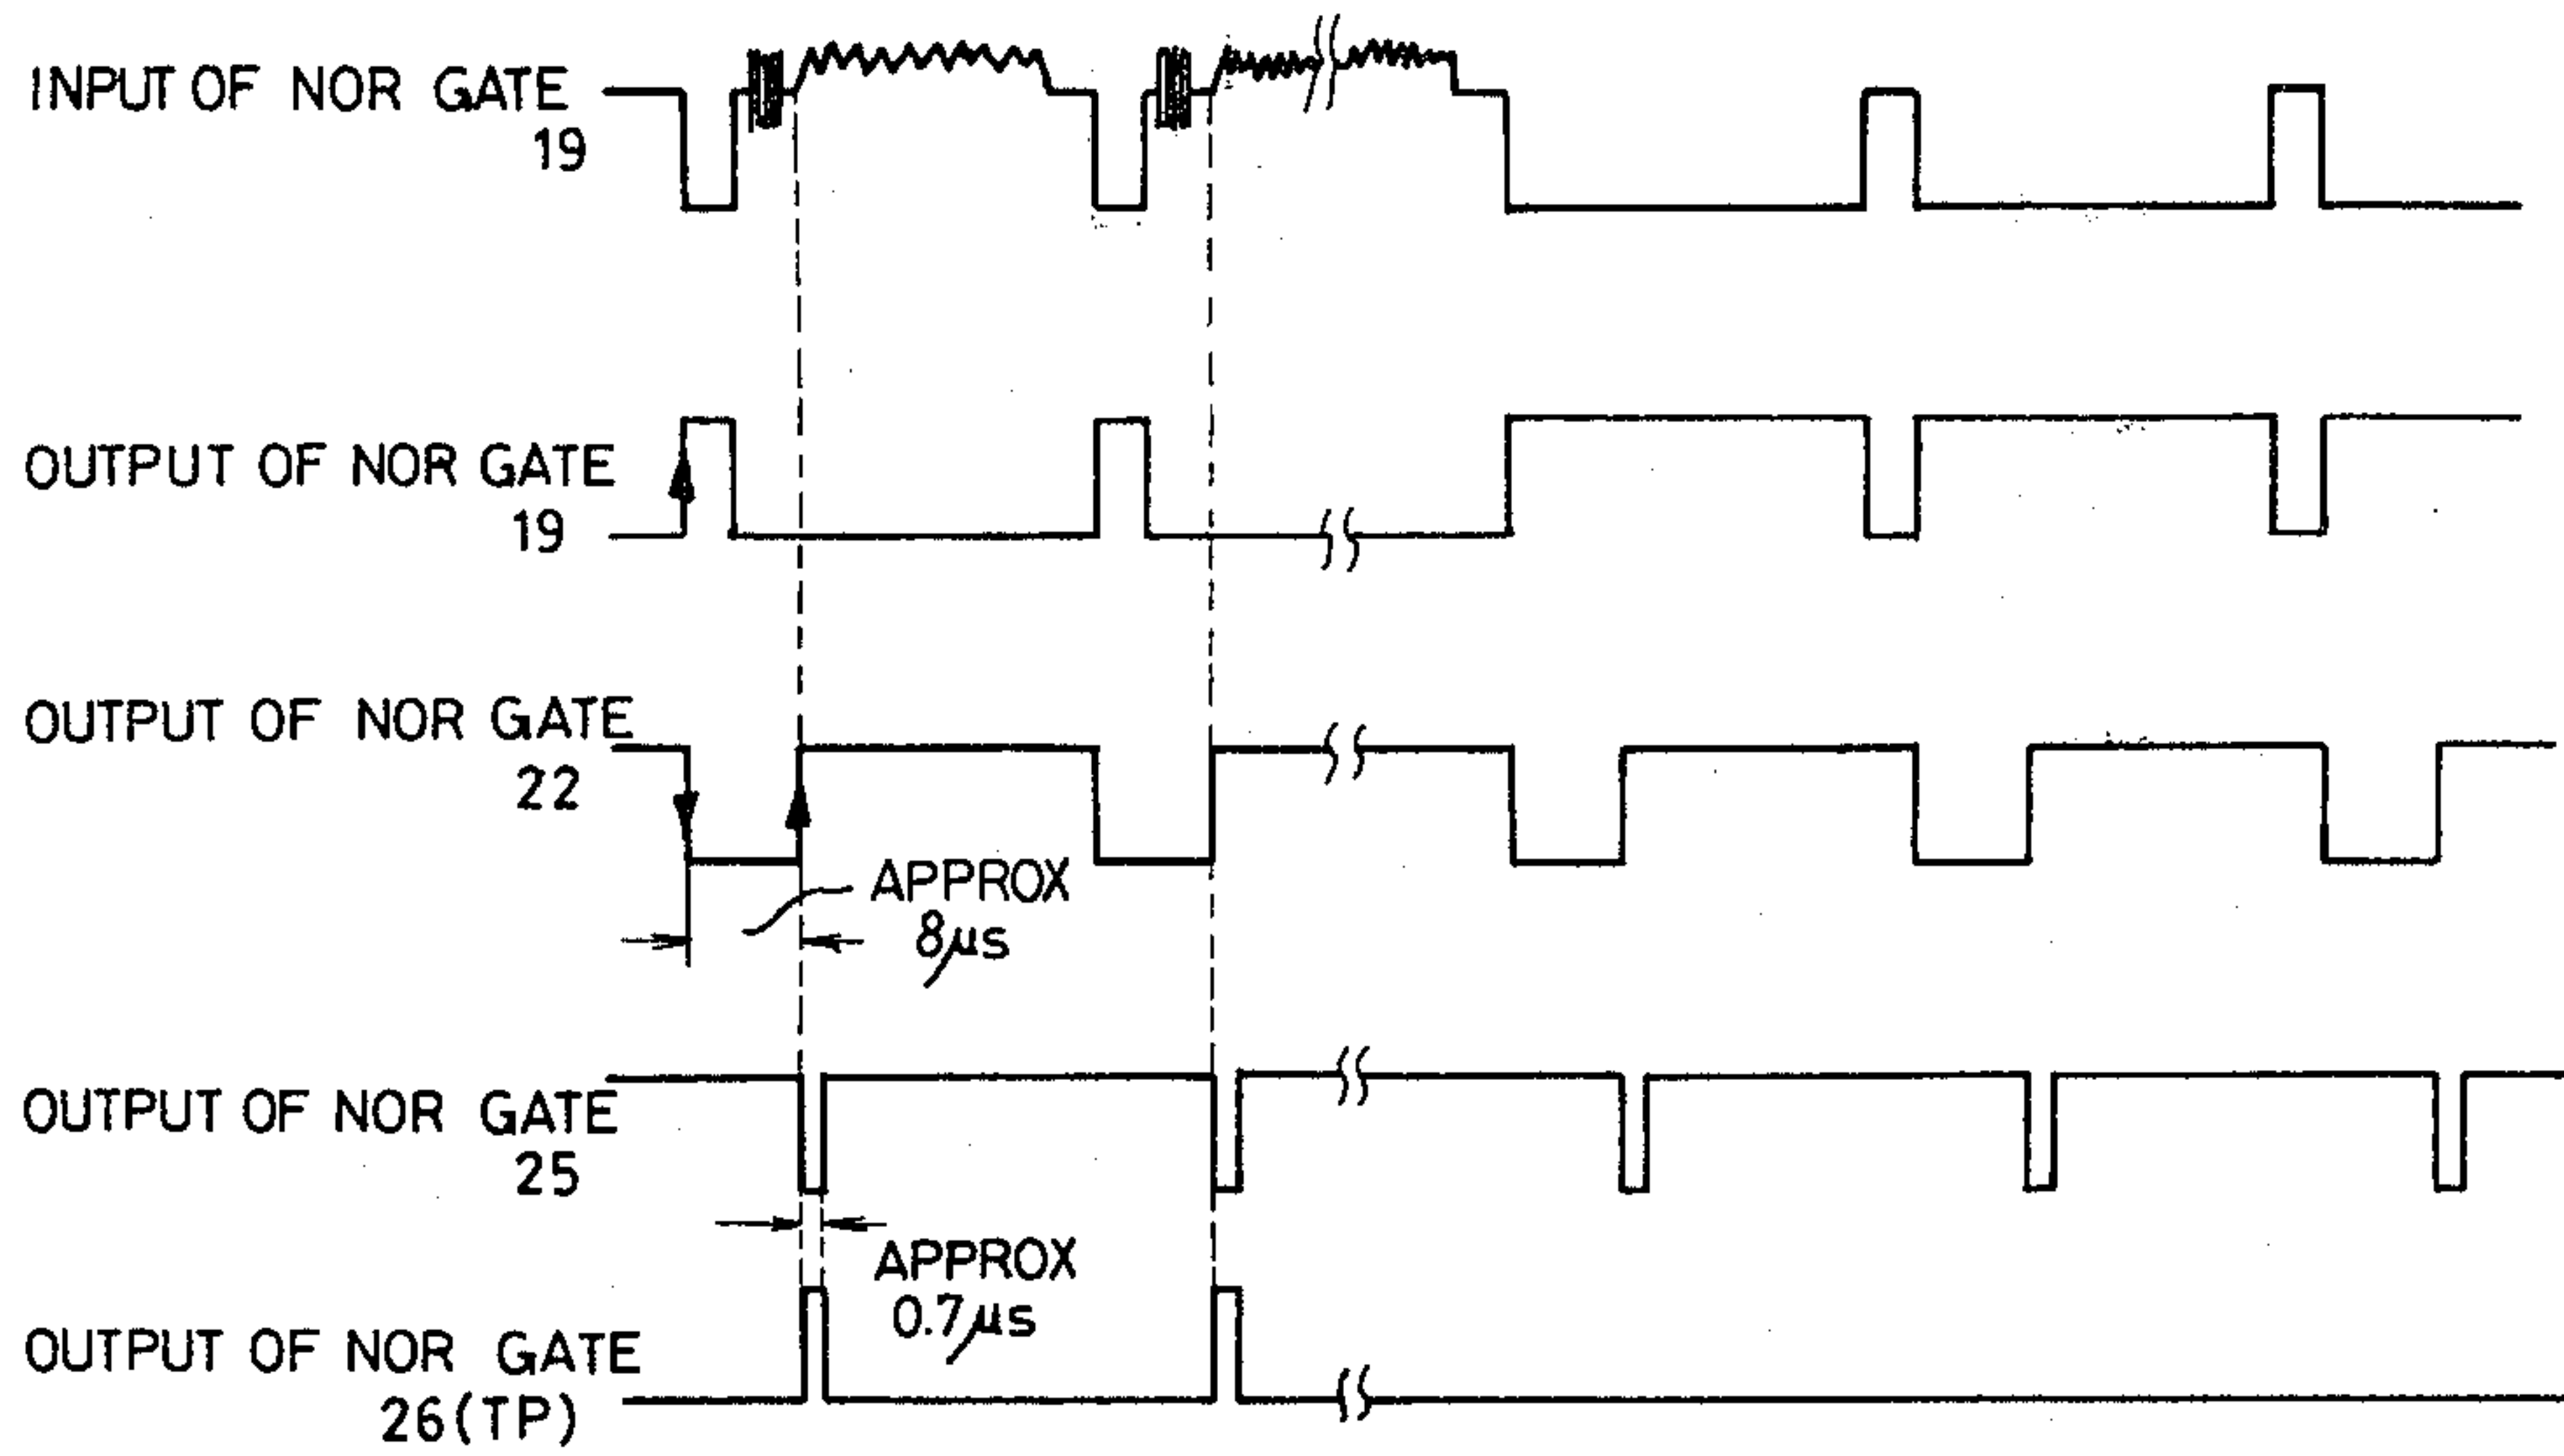 INPUT OF NOR GATE
19
OUTPUT OF NOR GATE
19
OUTPUT OF NOR GATE
22
APPROX
8μs
OUTPUT OF NOR GATE
25
APPROX
0.7μs
OUTPUT OF NOR GATE
26(TP)